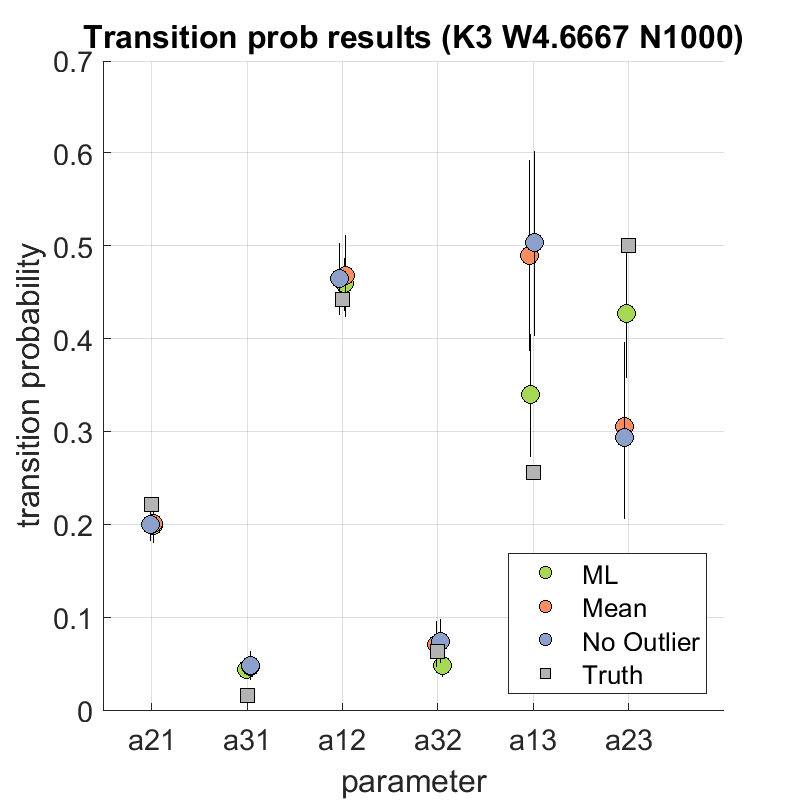 Transition prob results (K3 W4.6667 N1000)
0.7
0.6
0.5
0.4
0.3
0.2
0.1
0
transition probability
ML
Mean
No Outlier
Truth
a21 a31 a12 a32 a13 a23
parameter